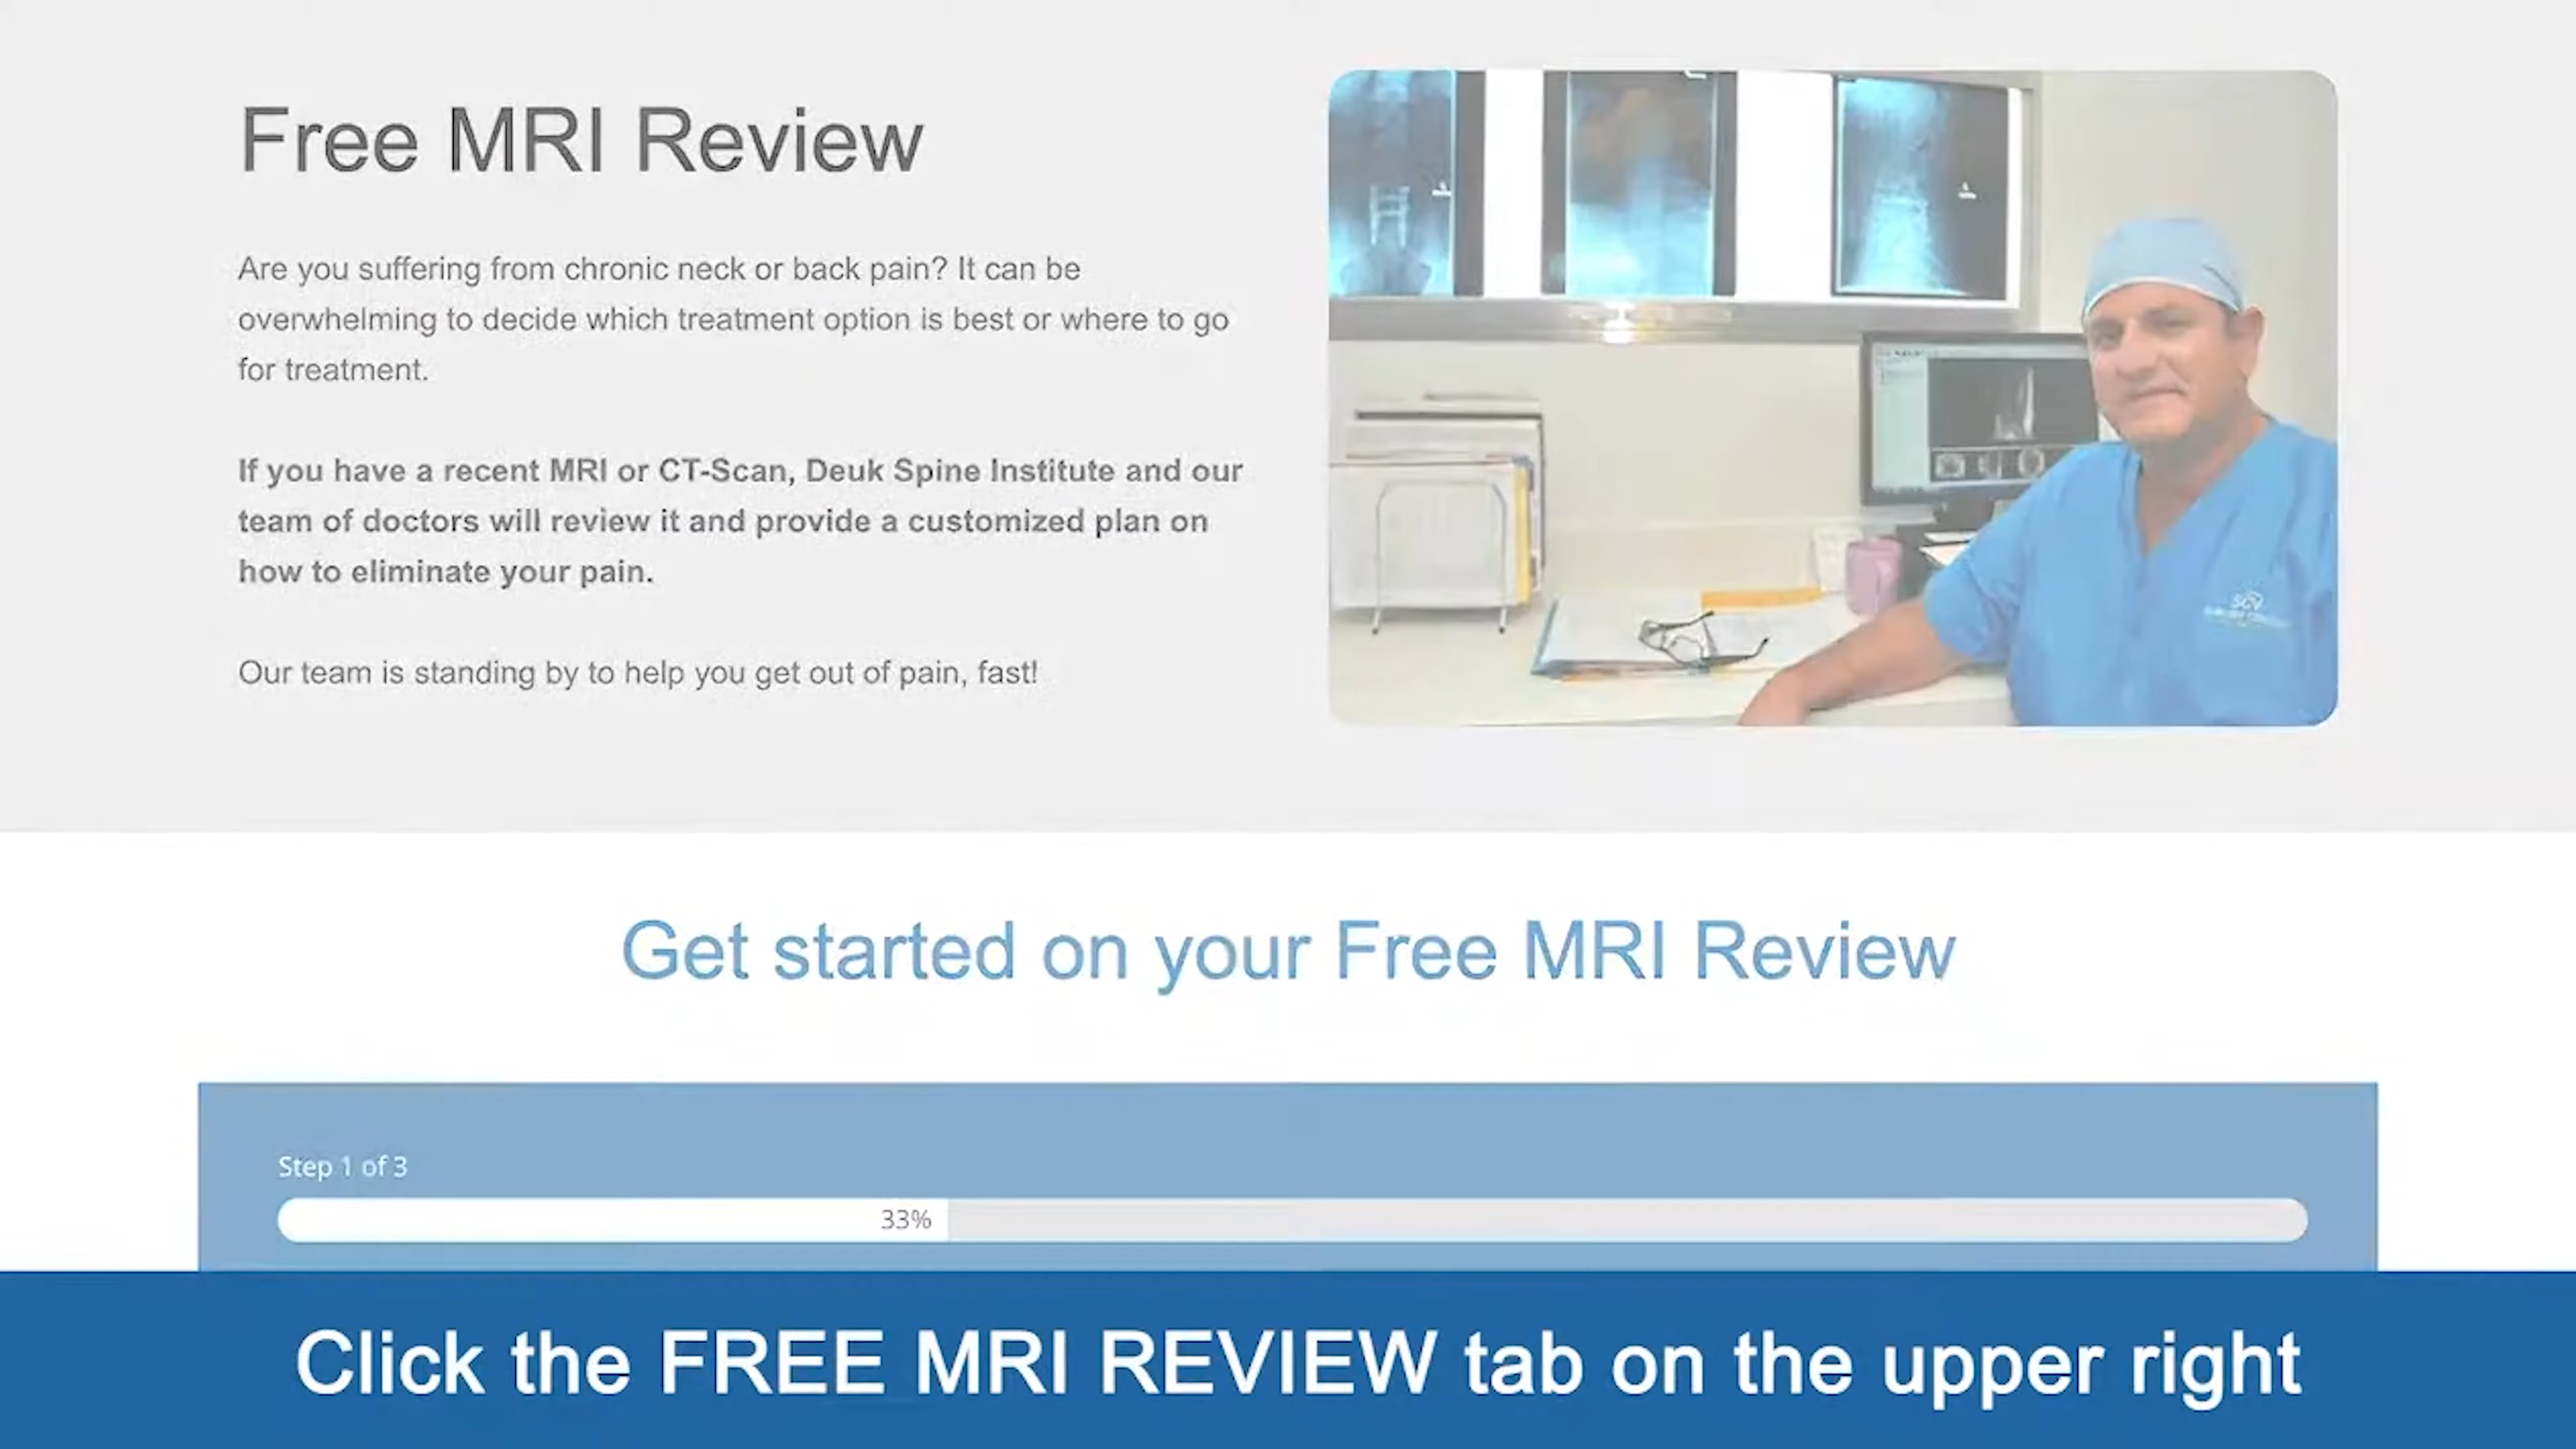 Free MRI Review
Are you suffering from chronic neck or back pain? It can be
overwhelming to decide which treatment option is best or where to go
for treatment.
If you have a recent MRI or CT-Scan, Deuk Spine Institute and our
team of doctors will review it and provide a customized plan on
how to eliminate your pain.
Our team is standing by to help you get out of pain, fast!
Get started on your Free MRI Review
Step 1 of 3
33%
Click the FREE MRI REVIEW tab on the upper right